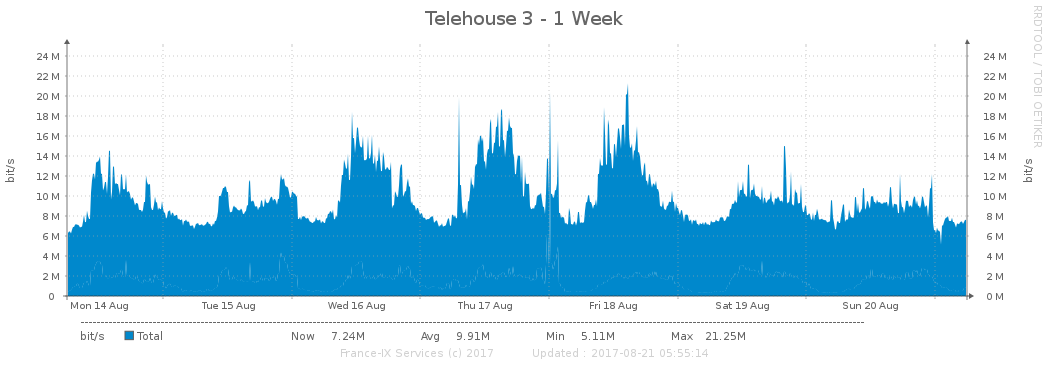 Telehouse 3 - 1 Week
RRDTOOL / TOBI OETIKER
bit/s
24 M 24 M
22 M 22 M
20 M 20 M
18 M 18 M
16 M 16 M
14 M 14 M
12 M 12 M
10 M 10 M
8 M 8 M
6 M 6 M
4 M 4 M
2 M 2 M
0 0 M
bit/s
Mon 14 Aug Tue 15 Aug Wed 16 Aug Thu 17 Aug Fri 18 Aug Sat 19 Aug Sun 20 Aug
bit/s Total Now 7.24M Avg 9.91M Min 5.11M Max 21.25M
France-IX Services (c) 2017 Updated : 2017-08-21 05:55:14